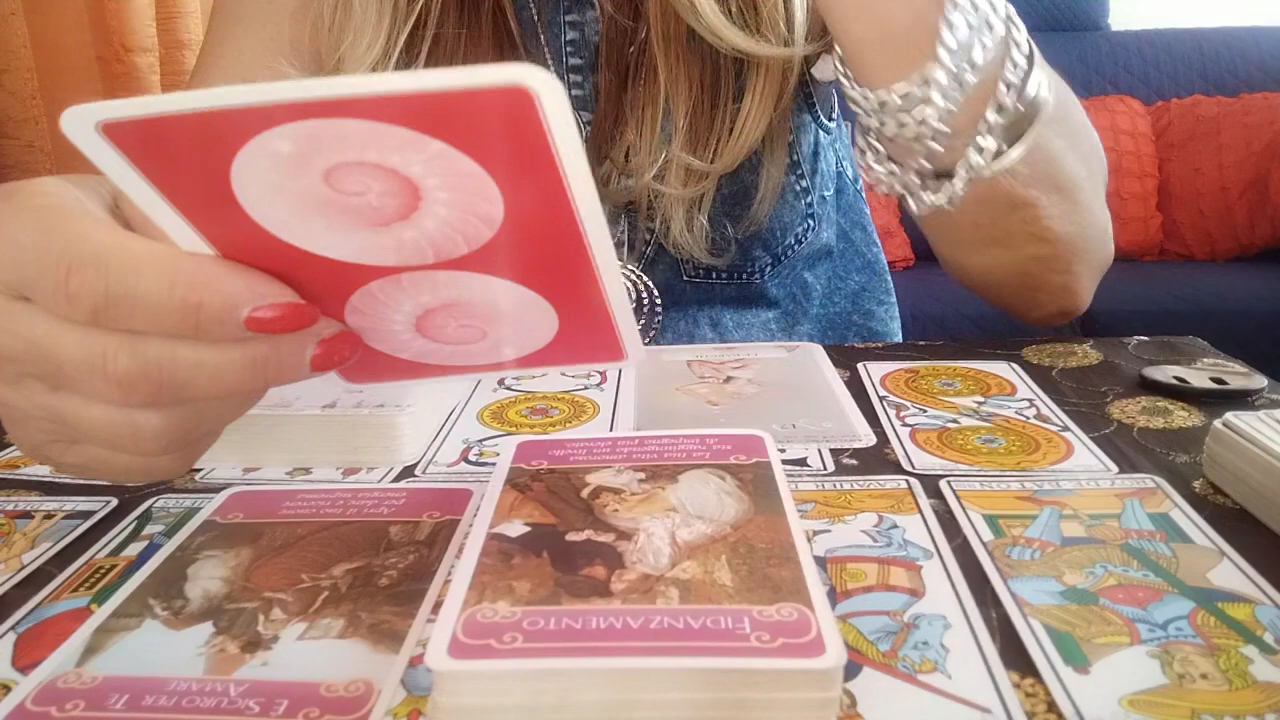 La tua vita amorosa
sta raggiungendo un livello
di impegno più elevato.
FIDANZAMENTO
Apri il tuo cuore
per dare e ricevere
energia suprema
È SICURO PER TE
AMARE
CAVALIER
ROY·DE·BATON